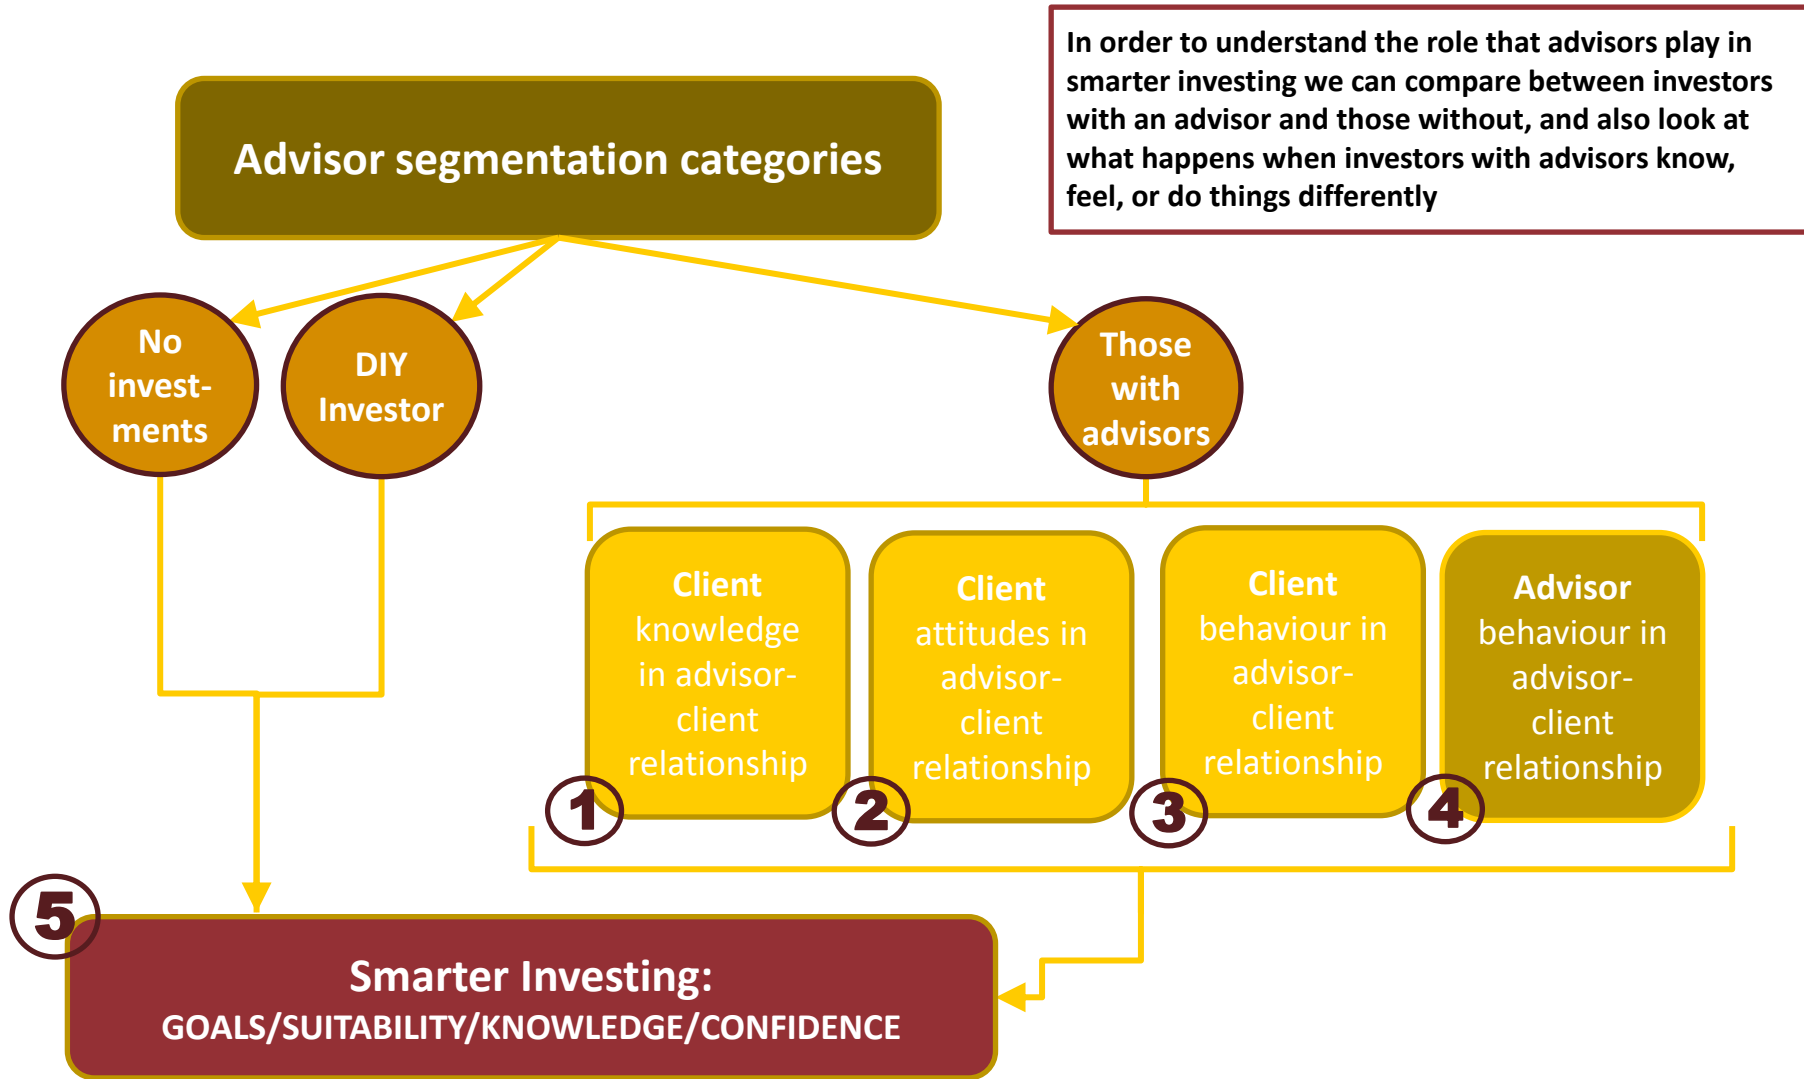 In order to understand the role that advisors play in
smarter investing we can compare between investors
with an advisor and those without, and also look at
what happens when investors with advisors know,
feel, or do things differently
Advisor segmentation categories
No
invest-
ments
DIY
Investor
Those
with
advisors
Client
knowledge
in advisor-
client
relationship
1
Client
attitudes in
advisor-
client
relationship
2
Client
behaviour in
advisor-
client
relationship
3
Advisor
behaviour in
advisor-
client
relationship
4
5
Smarter Investing:
GOALS/SUITABILITY/KNOWLEDGE/CONFIDENCE